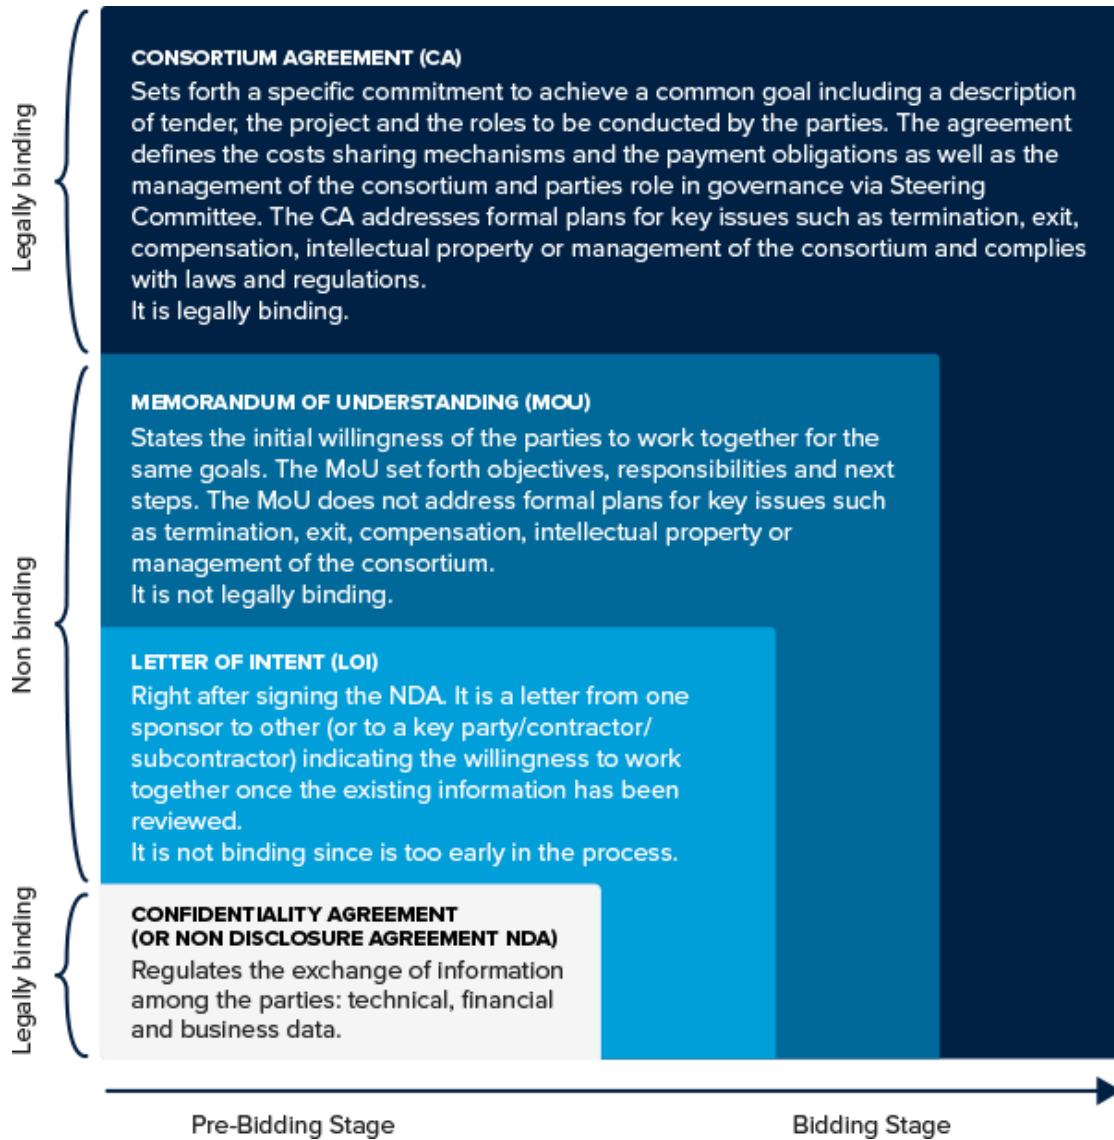 Legally binding
CONSORTIUM AGREEMENT (CA)
Sets forth a specific commitment to achieve a common goal including a description
of tender, the project and the roles to be conducted by the parties. The agreement
defines the costs sharing mechanisms and the payment obligations as well as the
management of the consortium and parties role in governance via Steering
Committee. The CA addresses formal plans for key issues such as termination, exit,
compensation, intellectual property or management of the consortium and complies
with laws and regulations.
It is legally binding.
Non binding
MEMORANDUM OF UNDERSTANDING (MOU)
States the initial willingness of the parties to work together for the
same goals. The MoU set forth objectives, responsibilities and next
steps. The MoU does not address formal plans for key issues such
as termination, exit, compensation, intellectual property or
management of the consortium.
It is not legally binding.
LETTER OF INTENT (LOI)
Right after signing the NDA. It is a letter from one
sponsor to other (or to a key party/contractor/
subcontractor) indicating the willingness to work
together once the existing information has been
reviewed.
It is not binding since is too early in the process.
Legally binding
CONFIDENTIALITY AGREEMENT
(OR NON DISCLOSURE AGREEMENT NDA)
Regulates the exchange of information
among the parties: technical, financial
and business data.
Pre-Bidding Stage
Bidding Stage